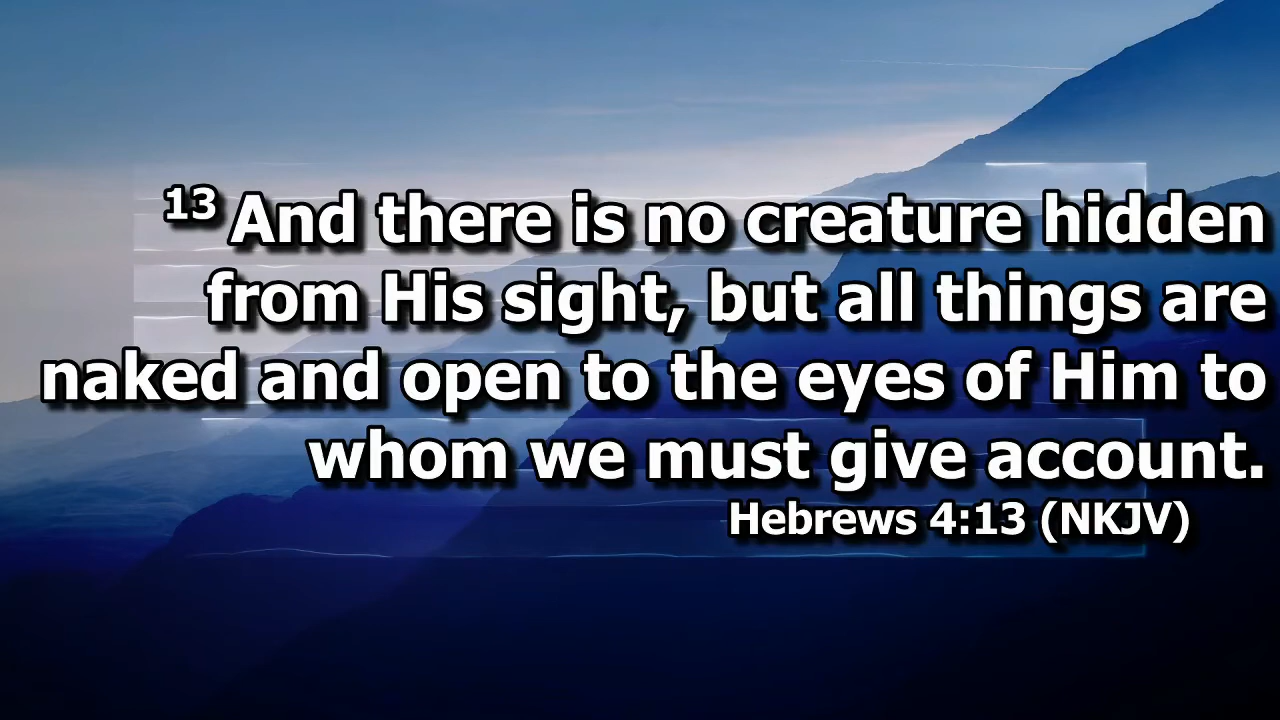 13 And there is no creature hidden
from His sight, but all things are
naked and open to the eyes of Him to
whom we must give account.
Hebrews 4:13 (NKJV)